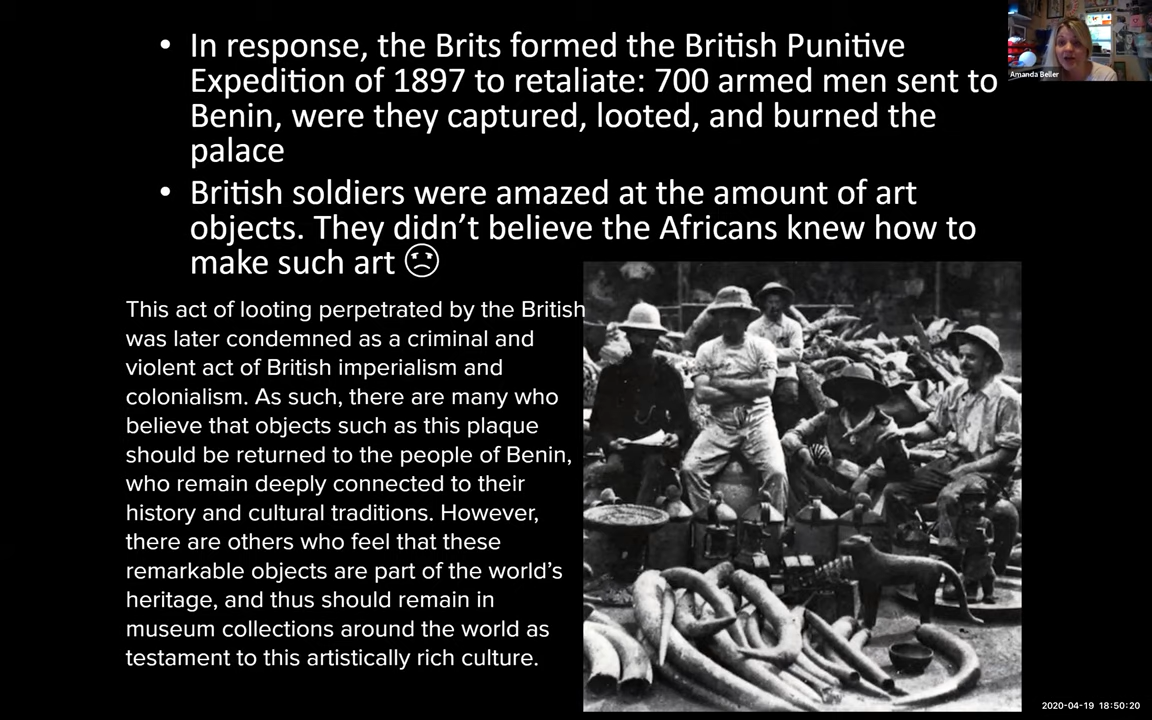 • In response, the Brits formed the British Punitive
Expedition of 1897 to retaliate: 700 armed men sent to
Benin, were they captured, looted, and burned the
palace
• British soldiers were amazed at the amount of art
objects. They didn’t believe the Africans knew how to
make such art ☹
This act of looting perpetrated by the British
was later condemned as a criminal and
violent act of British imperialism and
colonialism. As such, there are many who
believe that objects such as this plaque
should be returned to the people of Benin,
who remain deeply connected to their
history and cultural traditions. However,
there are others who feel that these
remarkable objects are part of the world’s
heritage, and thus should remain in
museum collections around the world as
testament to this artistically rich culture.
Amanda Beller
2020-04-19 18:50:20